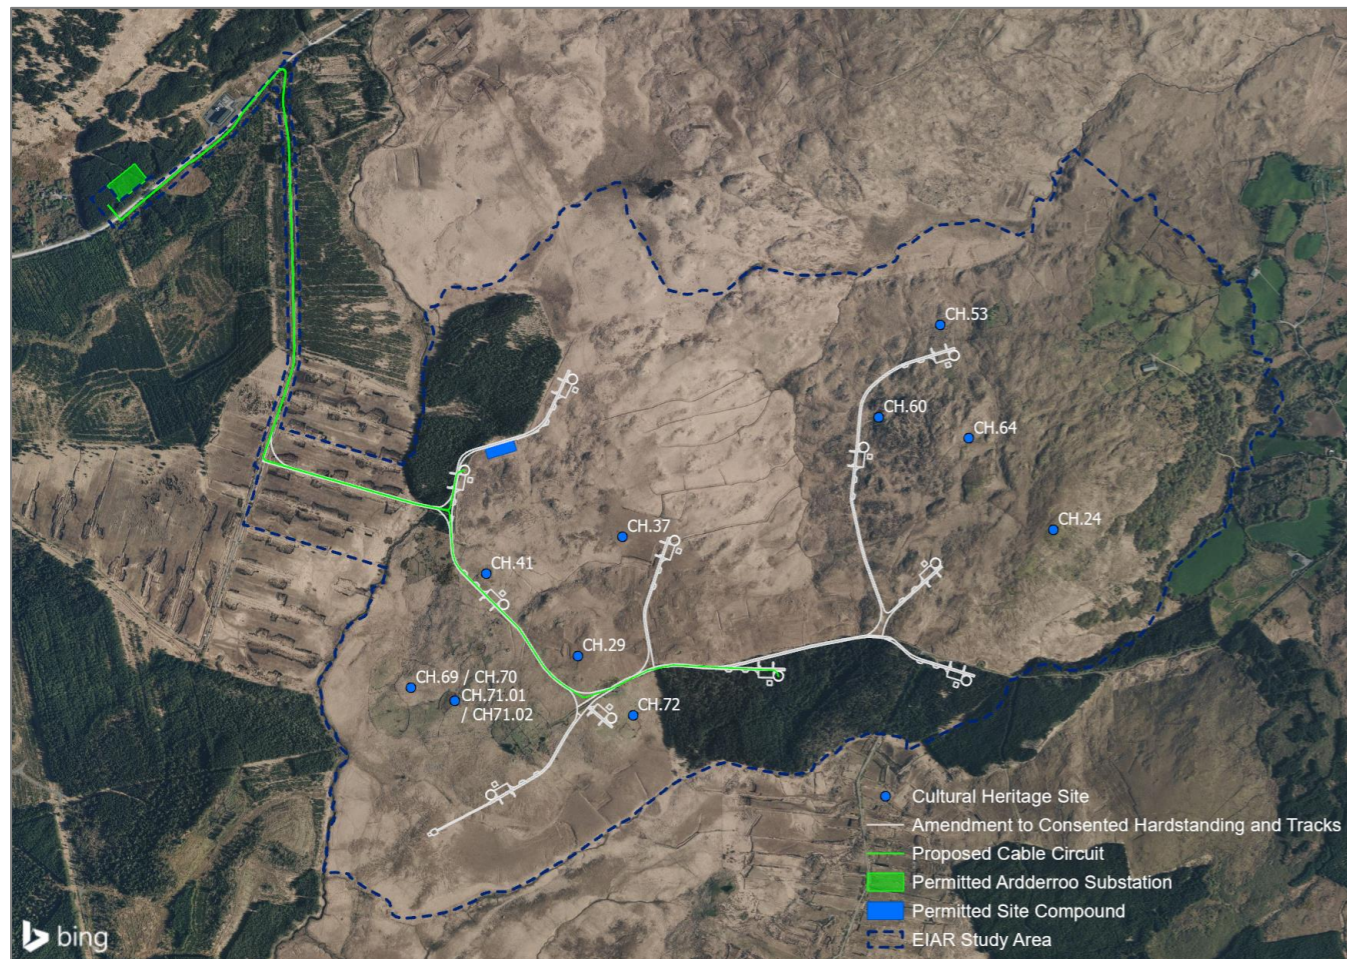 CH.53
CH.60
CH.64
CH.24
CH.37
CH.41
CH.29
CH.69 / CH.70
CH.71.01
/ CH71.02
CH.72
Cultural Heritage Site
Amendment to Consented Hardstanding and Tracks
Proposed Cable Circuit
Permitted Ardderroo Substation
Permitted Site Compound
EIAR Study Area
bing